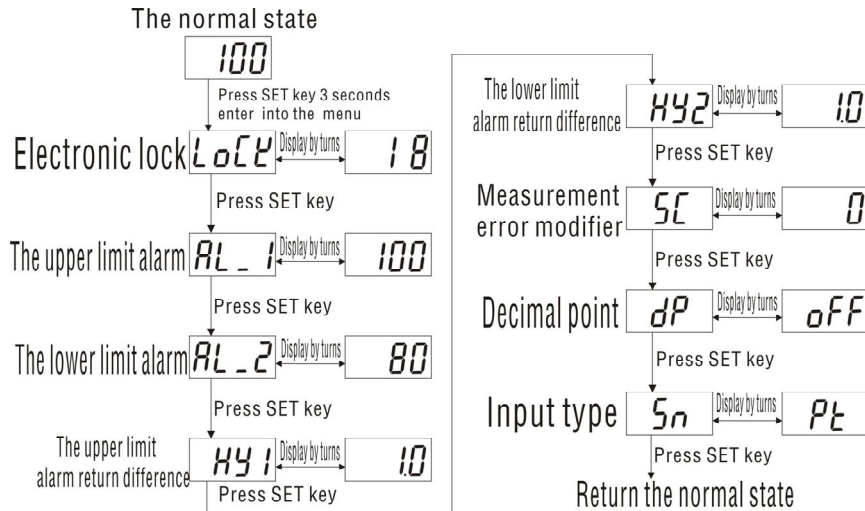 The normal state
100
Press SET key 3 seconds
enter into the menu
Electronic lock LoCK Display by turns 18
Press SET key
The upper limit alarm AL_1 Display by turns 100
Press SET key
The lower limit alarm AL_2 Display by turns 80
Press SET key
The upper limit
alarm return difference HY1 Display by turns 1.0
Press SET key
The lower limit
alarm return difference HY2 Display by turns 1.0
Press SET key
Measurement
error modifier SC Display by turns 0
Press SET key
Decimal point dP Display by turns oFF
Press SET key
Input type Sn Display by turns Pt
Press SET key
Return the normal state